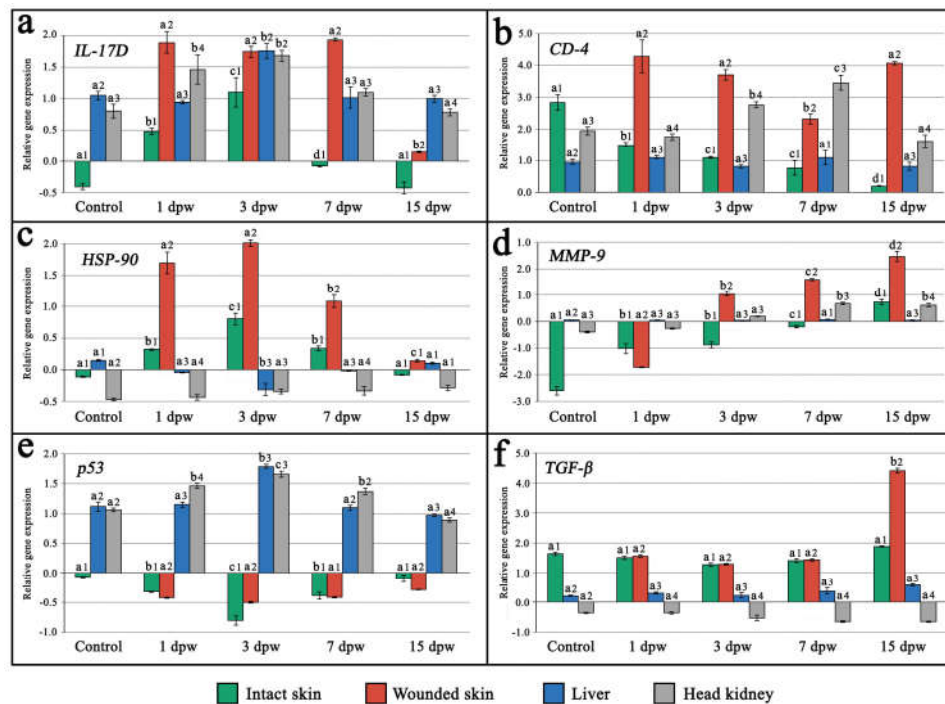 a
IL-17D
Relative gene expression
2.0
1.5
1.0
0.5
0.0
-0.5
a1 a2 a3
b1 a2 a3 b4
c1 a2 b2 b2
d1 a2 a3 a3
a1 b2 a3 a4
Control 1 dpw 3 dpw 7 dpw 15 dpw
b
CD-4
Relative gene expression
5.0
4.0
3.0
2.0
1.0
0.0
a1 a2 a3
b1 a2 a3 a4
b1 a2 a3 b4
c1 b2 a3 c3
d1 a2 a3 a4
Control 1 dpw 3 dpw 7 dpw 15 dpw
c
HSP-90
Relative gene expression
2.0
1.5
1.0
0.5
0.0
-0.5
a1 a1 a2
b1 a2 a3 a4
c1 a2 b3 a3
b1 b2 a3 a4
a1 c1 a1 a1
Control 1 dpw 3 dpw 7 dpw 15 dpw
d
MMP-9
Relative gene expression
1.0
0.0
-1.0
-2.0
-3.0
a1 a2 a3
b1 a2 a3 a3
b1 b2 a3 a3
c1 c2 a3 b3
d1 d2 a3 b4
Control 1 dpw 3 dpw 7 dpw 15 dpw
e
p53
Relative gene expression
2.0
1.5
1.0
0.5
0.0
-0.5
-1.0
a1 a2 a2
b1 a2 a3 b4
c1 a2 b3 c3
b1 a1 a2 b2
a1 a2 a3 a4
Control 1 dpw 3 dpw 7 dpw 15 dpw
f
TGF-β
Relative gene expression
5.0
4.0
3.0
2.0
1.0
0.0
-1.0
a1 a2 a2
a1 a2 a3 a4
a1 a2 a3 a4
a1 a2 a3 a4
a1 b2 a3 a4
Control 1 dpw 3 dpw 7 dpw 15 dpw
Intact skin Wounded skin Liver Head kidney